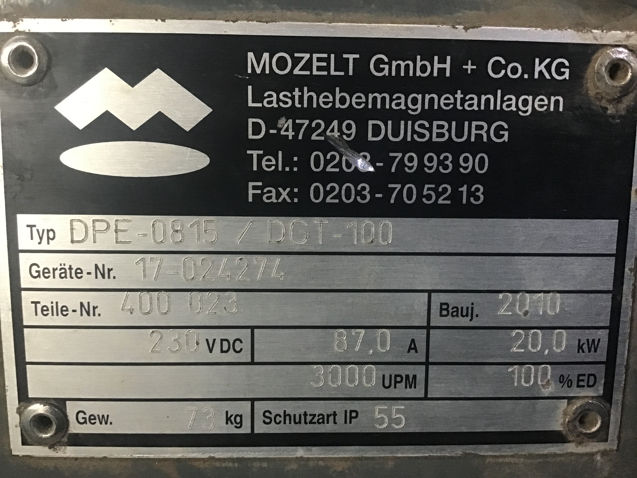 MOZELT GmbH + Co.KG
Lasthebemagnetanlagen
D-47249 DUISBURG
Tel.: 0203-79 93 90
Fax: 0203-70 52 13
Typ DPE-0815 / DGT-100
Geräte-Nr. 17-024274
Teile-Nr. 400 023 Bauj. 2010
230 VDC 87,0 A 20,0 kW
3000 UPM 100 % ED
Gew. 73 kg Schutzart IP 55